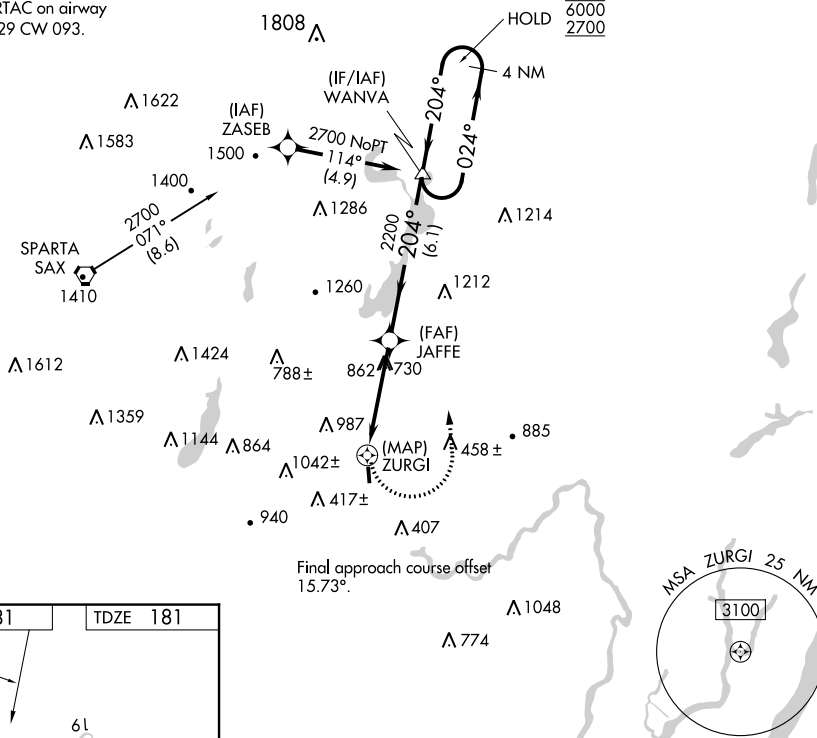 RTAC on airway
29 CW 093.
1808
HOLD
6000
2700
4 NM
(IF/IAF)
WANVA
204°
024°
1622
(IAF)
ZASEB
1583
1500
2700 NoPT
114°
(4.9)
1400
2700
071°
(8.6)
1286
1214
2200
204°
(6.1)
SPARTA
SAX
1410
1260
1212
(FAF)
JAFFE
1612
1424
788±
862
730
1359
987
1144
864
(MAP)
ZURGI
458±
885
1042±
417±
940
407
Final approach course offset
15.73°.
MSA ZURGI 25 NM
3100
1048
774
31
TDZE 181
19